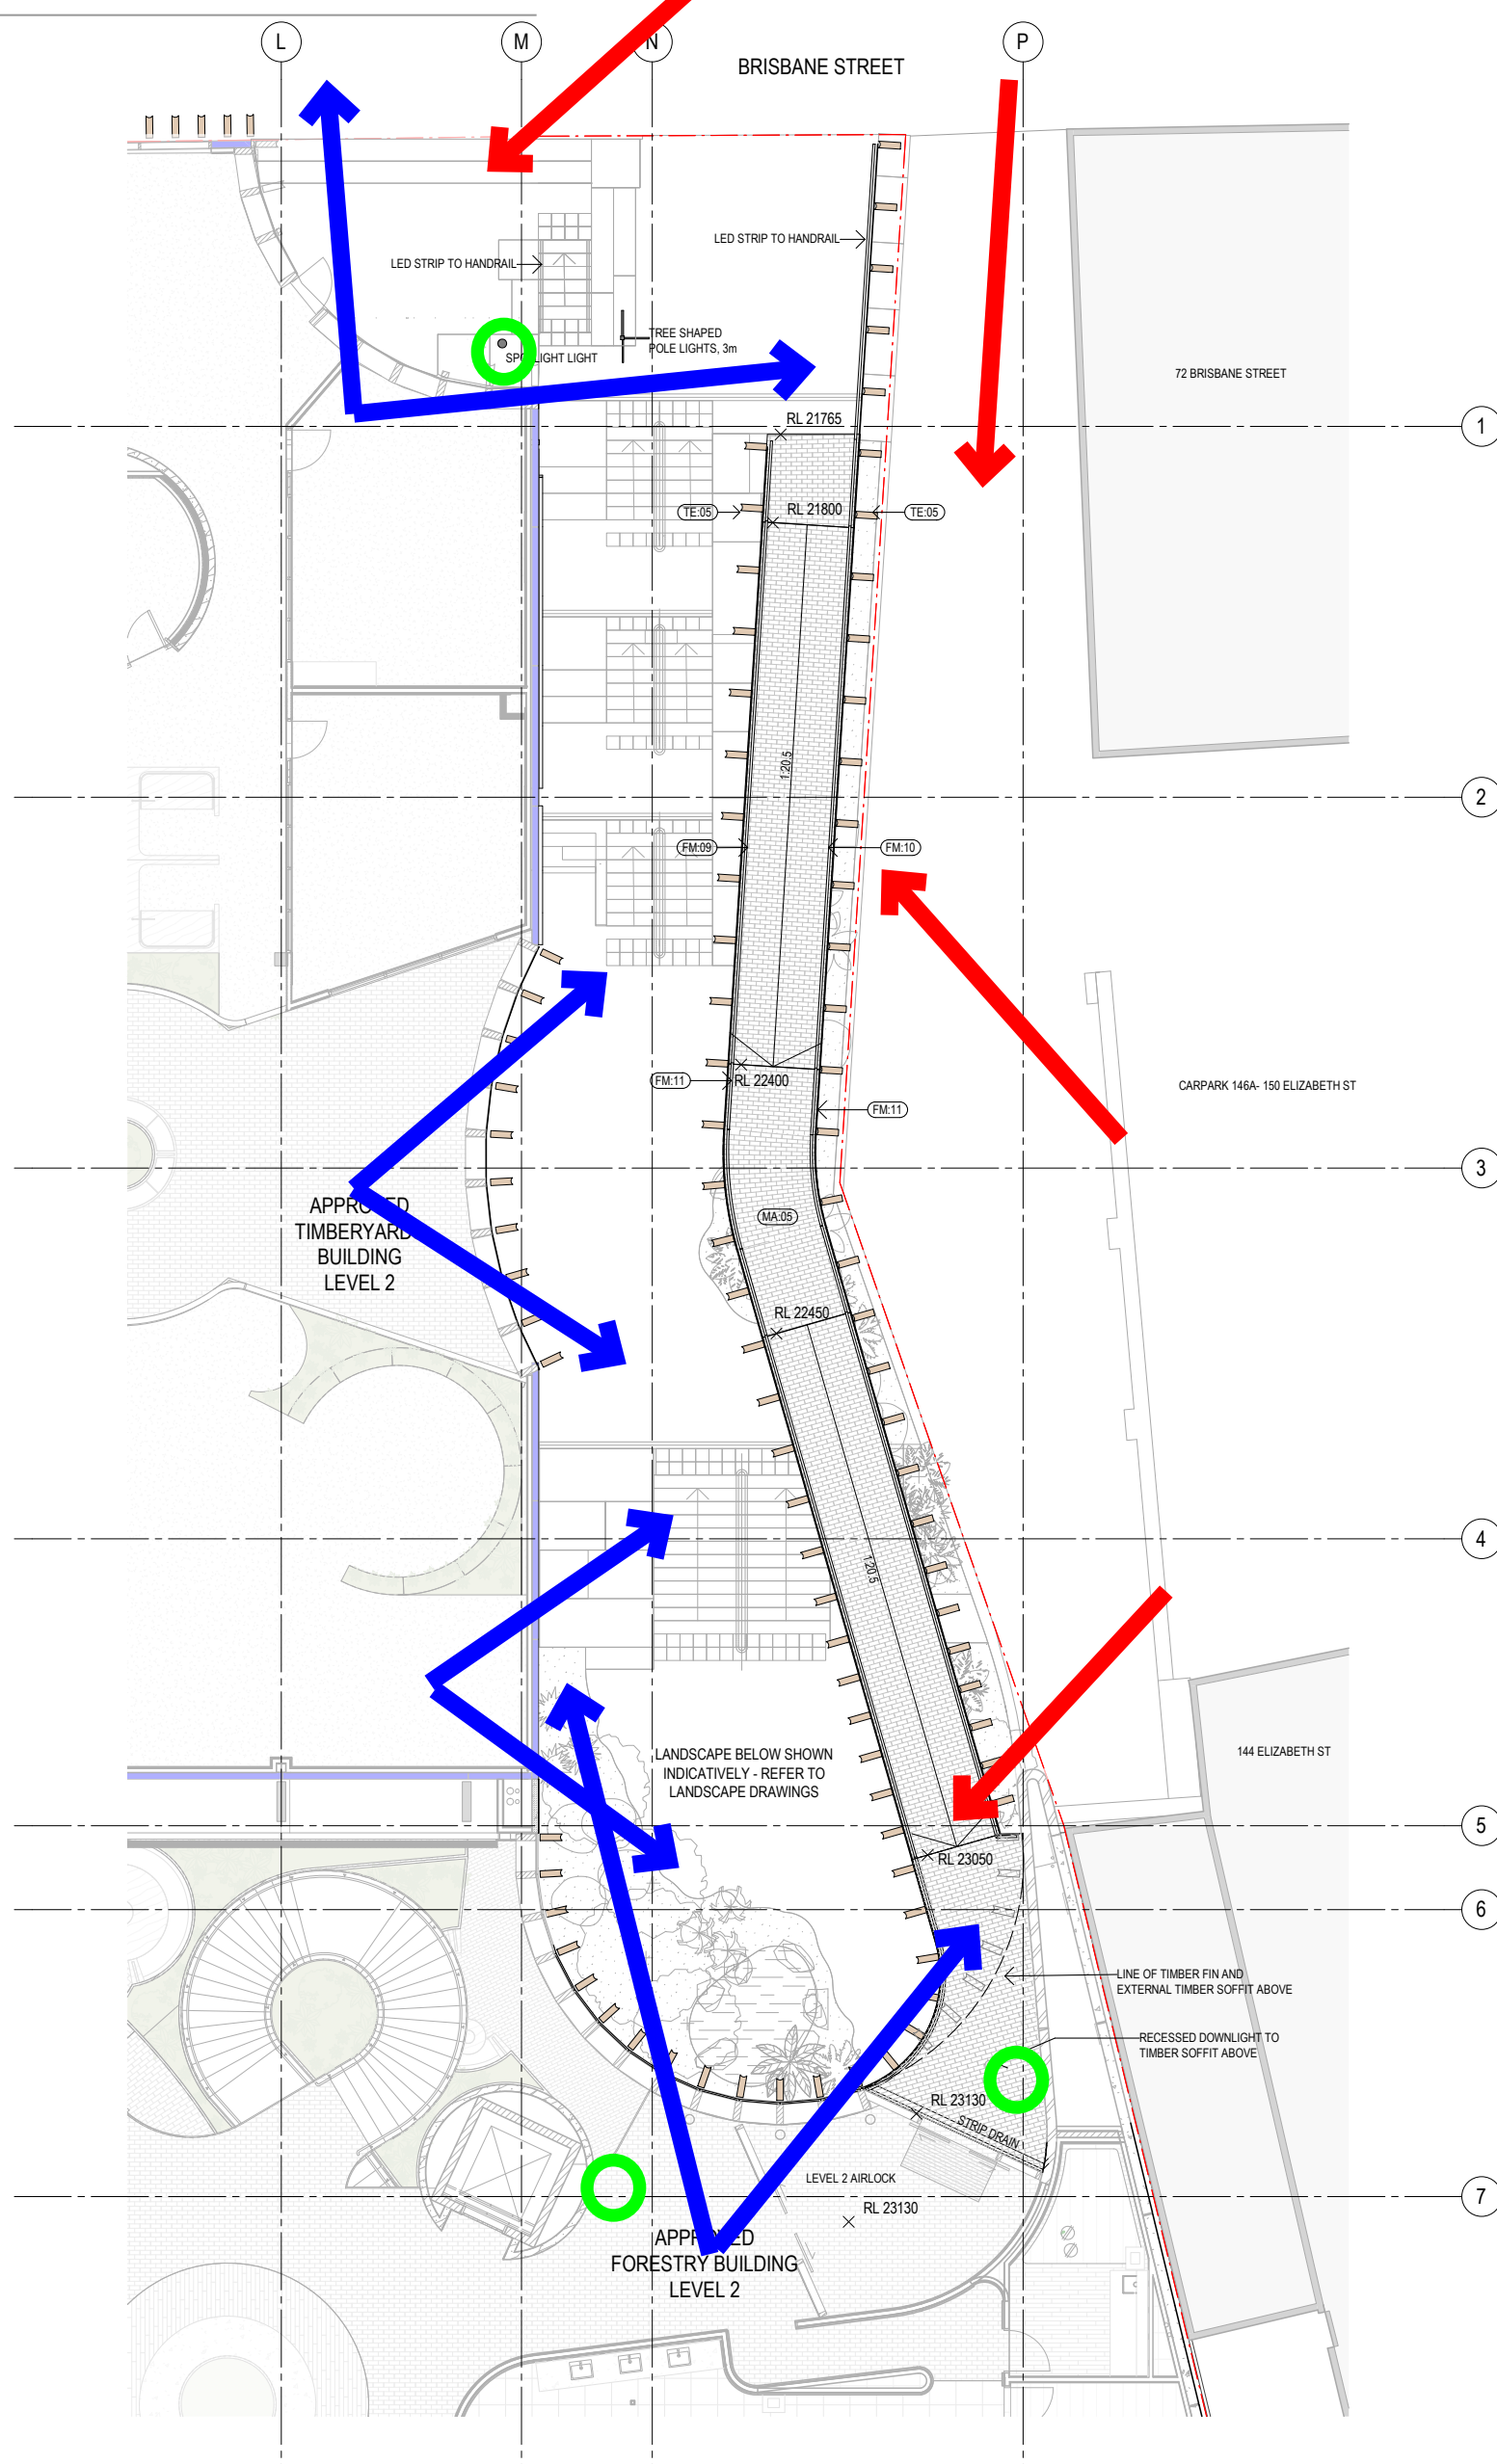 L
M
N
P
BRISBANE STREET
LED STRIP TO HANDRAIL
LED STRIP TO HANDRAIL
TREE SHAPED
POLE LIGHTS, 3m
SPOTLIGHT LIGHT
72 BRISBANE STREET
RL 21765
1
TE:05
RL 21800
TE:05
1:20.5
2
FM:09
FM:10
FM:11
RL 22400
CARPARK 146A- 150 ELIZABETH ST
FM:11
3
APPROVED
TIMBERYARD
BUILDING
LEVEL 2
MA:05
RL 22450
4
1:20.5
LANDSCAPE BELOW SHOWN
INDICATIVELY - REFER TO
LANDSCAPE DRAWINGS
144 ELIZABETH ST
5
RL 23050
6
LINE OF TIMBER FIN AND
EXTERNAL TIMBER SOFFIT ABOVE
RECESSED DOWNLIGHT TO
TIMBER SOFFIT ABOVE
RL 23130
STRIP DRAIN
LEVEL 2 AIRLOCK
7
RL 23130
APPROVED
FORESTRY BUILDING
LEVEL 2